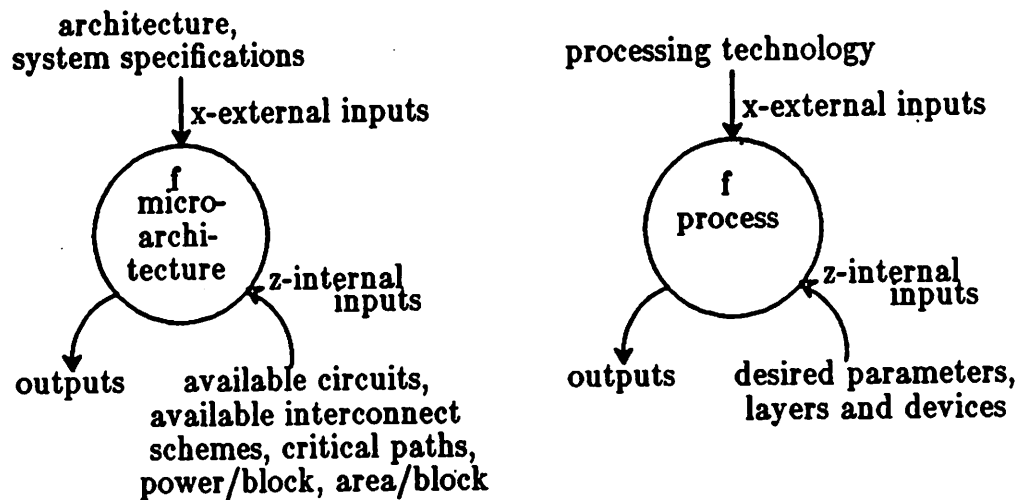 architecture,
system specifications
x-external inputs
f
micro-
archi-
tecture
z-internal
inputs
outputs
available circuits,
available interconnect
schemes, critical paths,
power/block, area/block
processing technology
x-external inputs
f
process
z-internal
inputs
outputs
desired parameters,
layers and devices